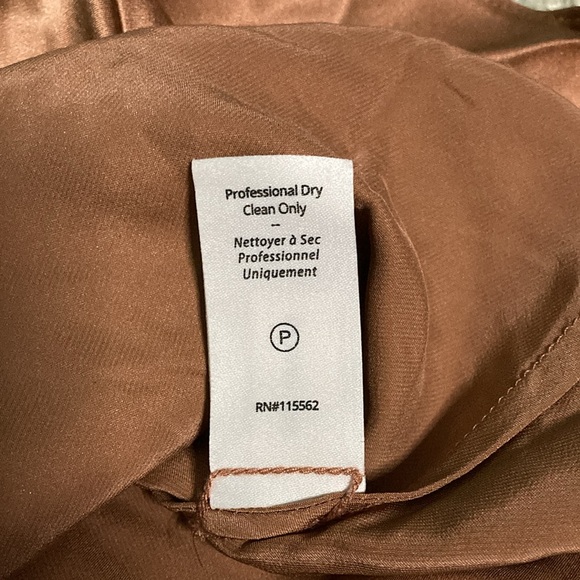 Professional Dry
Clean Only
--
Nettoyer à Sec
Professionnel
Uniquement
P
RN#115562